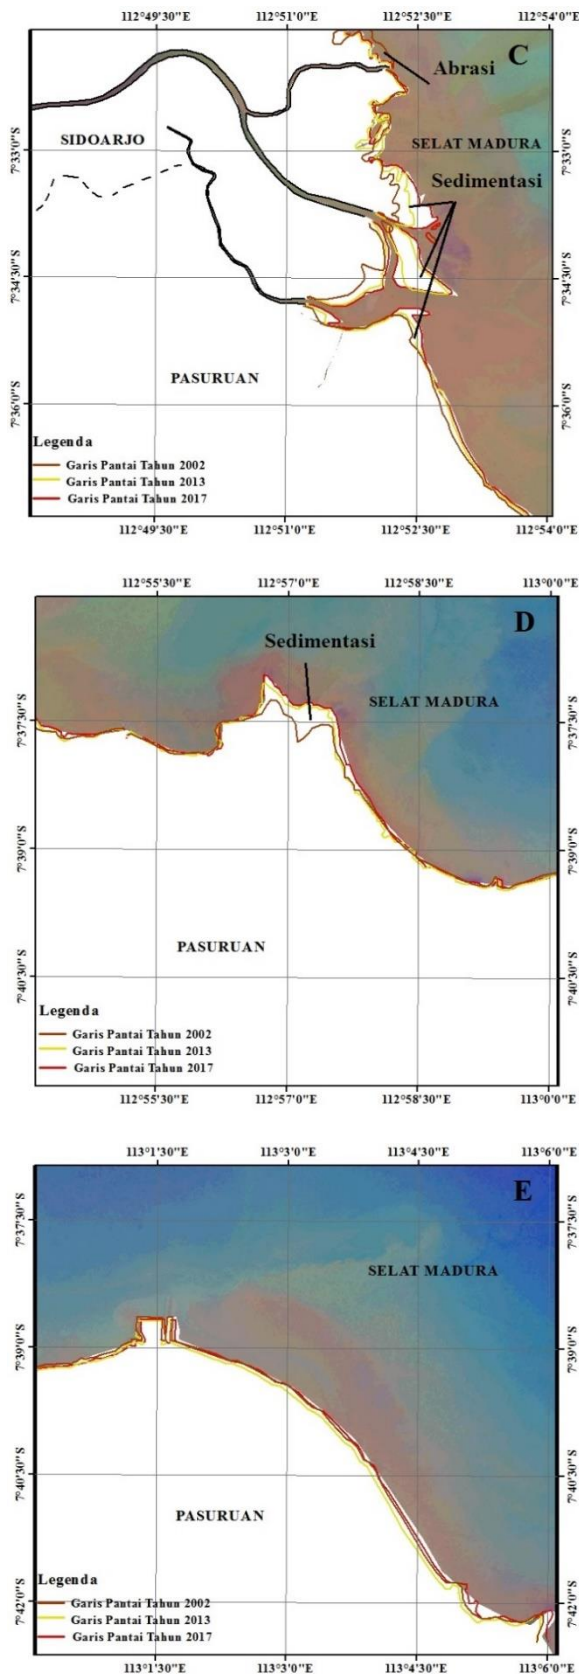 112°49'30"E 112°51'0"E 112°52'30"E 112°54'0"E
C
Abrasi
SIDOARJO
SELAT MADURA
7°33'0"S 7°33'0"S
Sedimentasi
7°34'30"S 7°34'30"S
PASURUAN
7°36'0"S 7°36'0"S
Legenda
Garis Pantai Tahun 2002
Garis Pantai Tahun 2013
Garis Pantai Tahun 2017
112°49'30"E 112°51'0"E 112°52'30"E 112°54'0"E
112°55'30"E 112°57'0"E 112°58'30"E 113°0'0"E
D
Sedimentasi
SELAT MADURA
7°37'30"S 7°37'30"S
7°39'0"S 7°39'0"S
PASURUAN
7°40'30"S 7°40'30"S
Legenda
Garis Pantai Tahun 2002
Garis Pantai Tahun 2013
Garis Pantai Tahun 2017
112°55'30"E 112°57'0"E 112°58'30"E 113°0'0"E
113°1'30"E 113°3'0"E 113°4'30"E 113°6'0"E
E
7°37'30"S 7°37'30"S
SELAT MADURA
7°39'0"S 7°39'0"S
7°40'30"S 7°40'30"S
PASURUAN
Legenda
7°42'0"S 7°42'0"S
Garis Pantai Tahun 2002
Garis Pantai Tahun 2013
Garis Pantai Tahun 2017
113°1'30"E 113°3'0"E 113°4'30"E 113°6'0"E